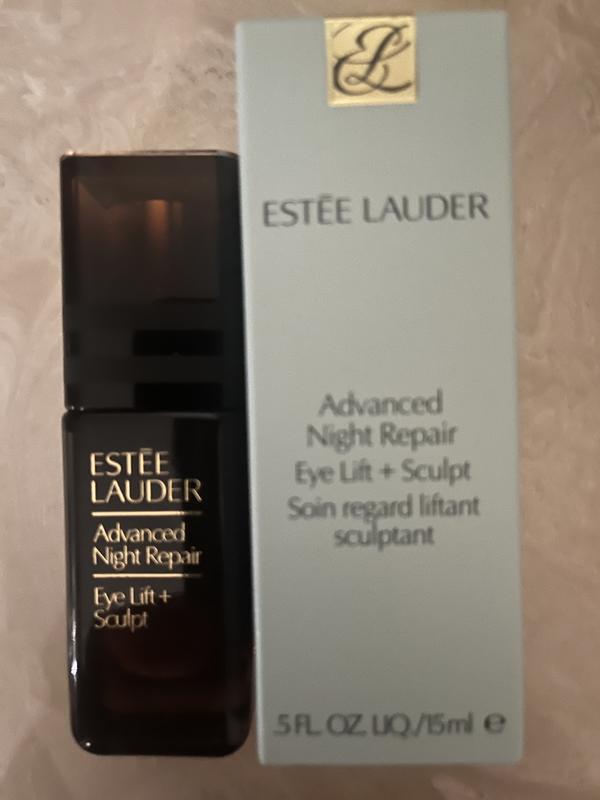 ESTĒE
LAUDER
Advanced
Night Repair
Eye Lift +
Sculpt
EL
ESTĒE LAUDER
Advanced
Night Repair
Eye Lift + Sculpt
Soin regard liftant
sculptant
.5 FL. OZ. LIQ./15ml ℮